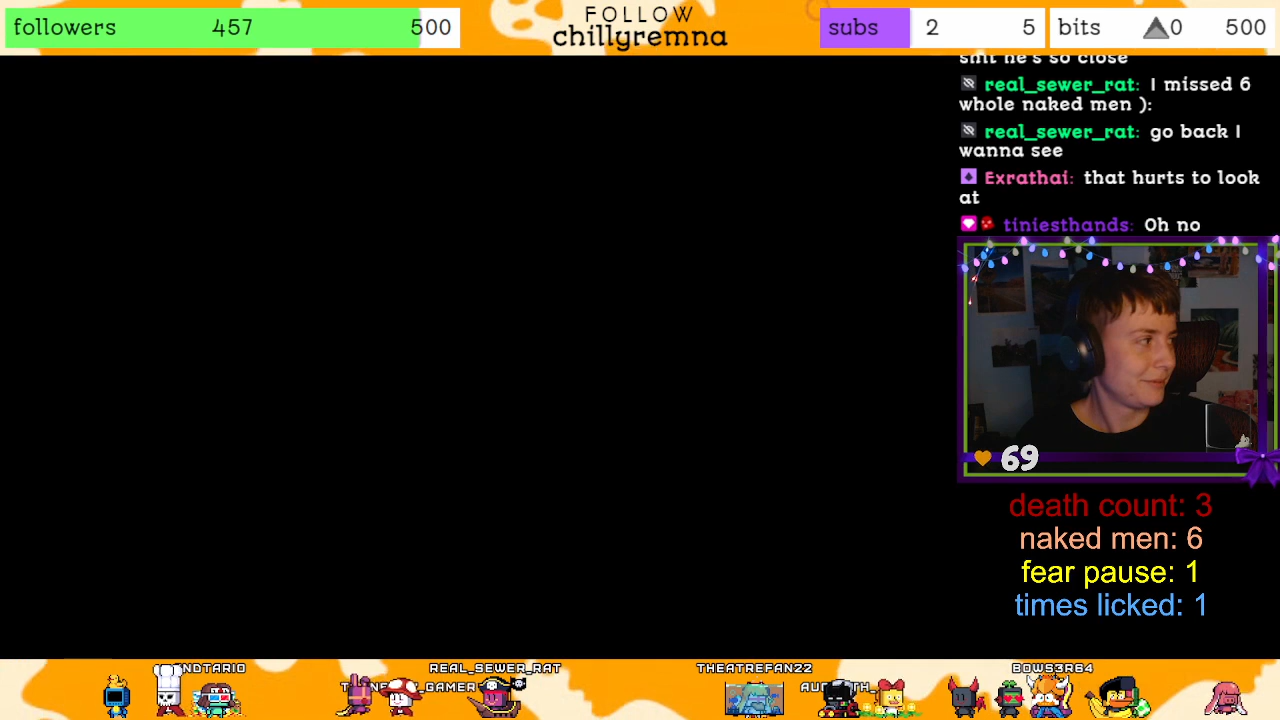 followers 457 500
FOLLOW
chillyremna
subs 2 5
bits 0 500
shit he's so close
real_sewer_rat: I missed 6
whole naked men ):
real_sewer_rat: go back I
wanna see
Exrathai: that hurts to look
at
tiniesthands: Oh no
69
death count: 3
naked men: 6
fear pause: 1
times licked: 1
NDTARIO
REAL_SEWER_RAT
THEATREFAN22
BOWS3R64